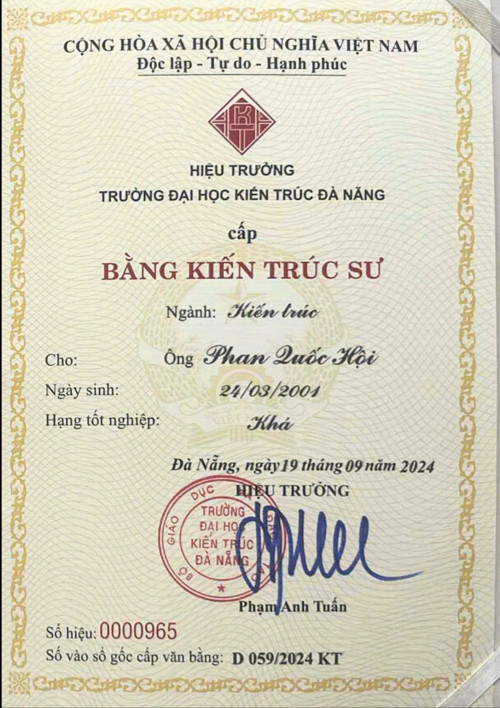 CỘNG HÒA XÃ HỘI CHỦ NGHĨA VIỆT NAM
Độc lập - Tự do - Hạnh phúc
HIỆU TRƯỞNG
TRƯỜNG ĐẠI HỌC KIẾN TRÚC ĐÀ NẴNG
cấp
BẰNG KIẾN TRÚC SƯ
Ngành: Kiến trúc
Cho: Ông Phan Quốc Hội
Ngày sinh: 24/03/2001
Hạng tốt nghiệp: Khá
Đà Nẵng, ngày 19 tháng 09 năm 2024
HIỆU TRƯỞNG
BỘ GIÁO DỤC
TRƯỜNG
ĐẠI HỌC
KIẾN TRÚC
ĐÀ NẴNG
Phạm Anh Tuấn
Số hiệu: 0000965
Số vào sổ gốc cấp văn bằng: D 059/2024 KT